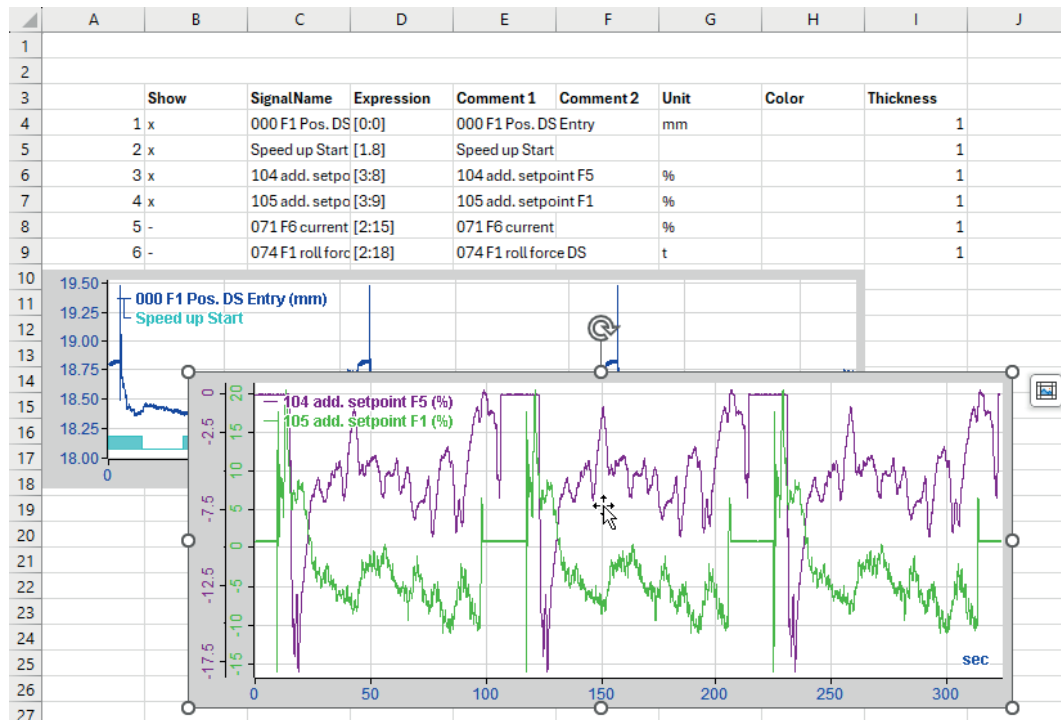 A B C D E F G H I J
1
2
3 Show SignalName Expression Comment 1 Comment 2 Unit Color Thickness
4 1 x 000 F1 Pos. DS [0:0] 000 F1 Pos. DS Entry mm 1
5 2 x Speed up Start [1.8] Speed up Start 1
6 3 x 104 add. setpo [3:8] 104 add. setpoint F5 % 1
7 4 x 105 add. setpo [3:9] 105 add. setpoint F1 % 1
8 5 - 071 F6 current [2:15] 071 F6 current % 1
9 6 - 074 F1 roll forc [2:18] 074 F1 roll force DS t 1
10
11
12
13
14
15
16
17
18
19
20
21
22
23
24
25
26
27
19.50
19.25
19.00
18.75
18.50
18.25
18.00
0
000 F1 Pos. DS Entry (mm)
Speed up Start
0
-2.5
-7.5
-12.5
-17.5
20
15
10
5
0
-5
-10
-15
104 add. setpoint F5 (%)
105 add. setpoint F1 (%)
sec
0 50 100 150 200 250 300